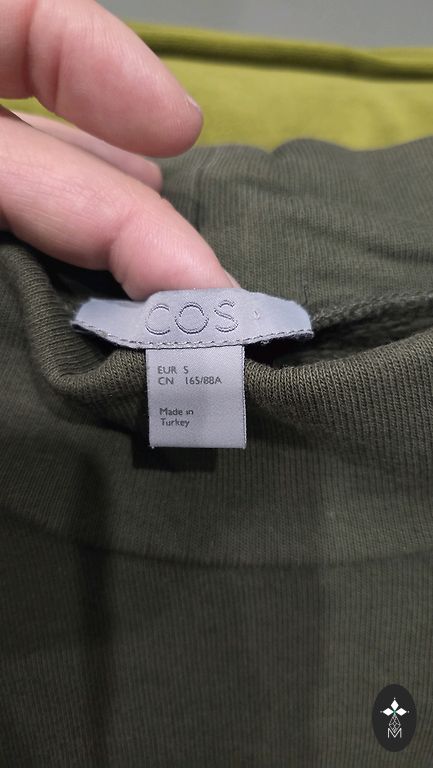 COS
EUR S
CN 165/88A
Made in
Turkey
M